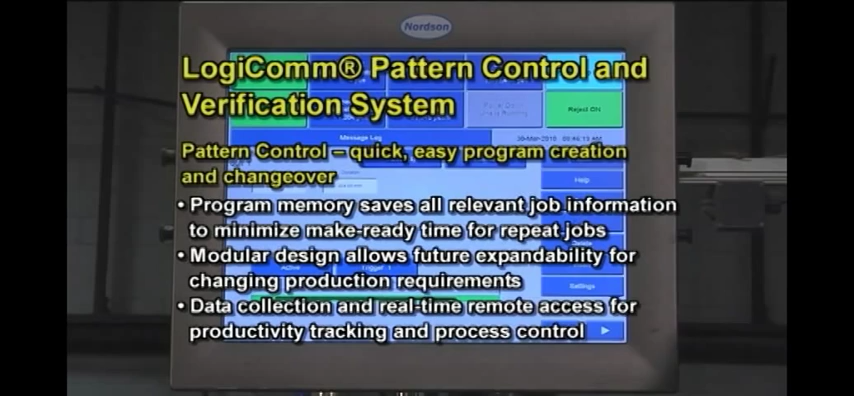 Nordson
LogiComm® Pattern Control and
Verification System
Reject ON
Message Log
Pattern Control – quick, easy program creation
and changeover
Help
• Program memory saves all relevant job information
to minimize make-ready time for repeat jobs
• Modular design allows future expandability for
changing production requirements
Active
Trigger 1
Settings
• Data collection and real-time remote access for
productivity tracking and process control